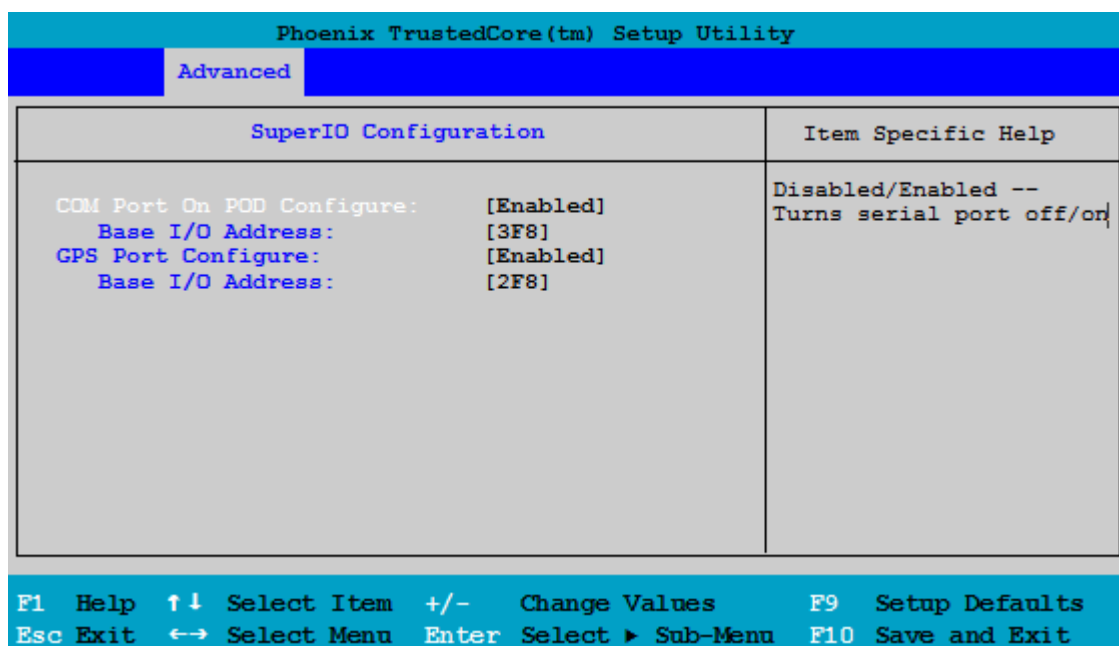 Phoenix TrustedCore(tm) Setup Utility
Advanced
SuperIO Configuration
Item Specific Help
COM Port On POD Configure: [Enabled]
Base I/O Address: [3F8]
GPS Port Configure: [Enabled]
Base I/O Address: [2F8]
Disabled/Enabled --
Turns serial port off/on
F1 Help ↑↓ Select Item +/- Change Values F9 Setup Defaults
Esc Exit ←→ Select Menu Enter Select ▶ Sub-Menu F10 Save and Exit